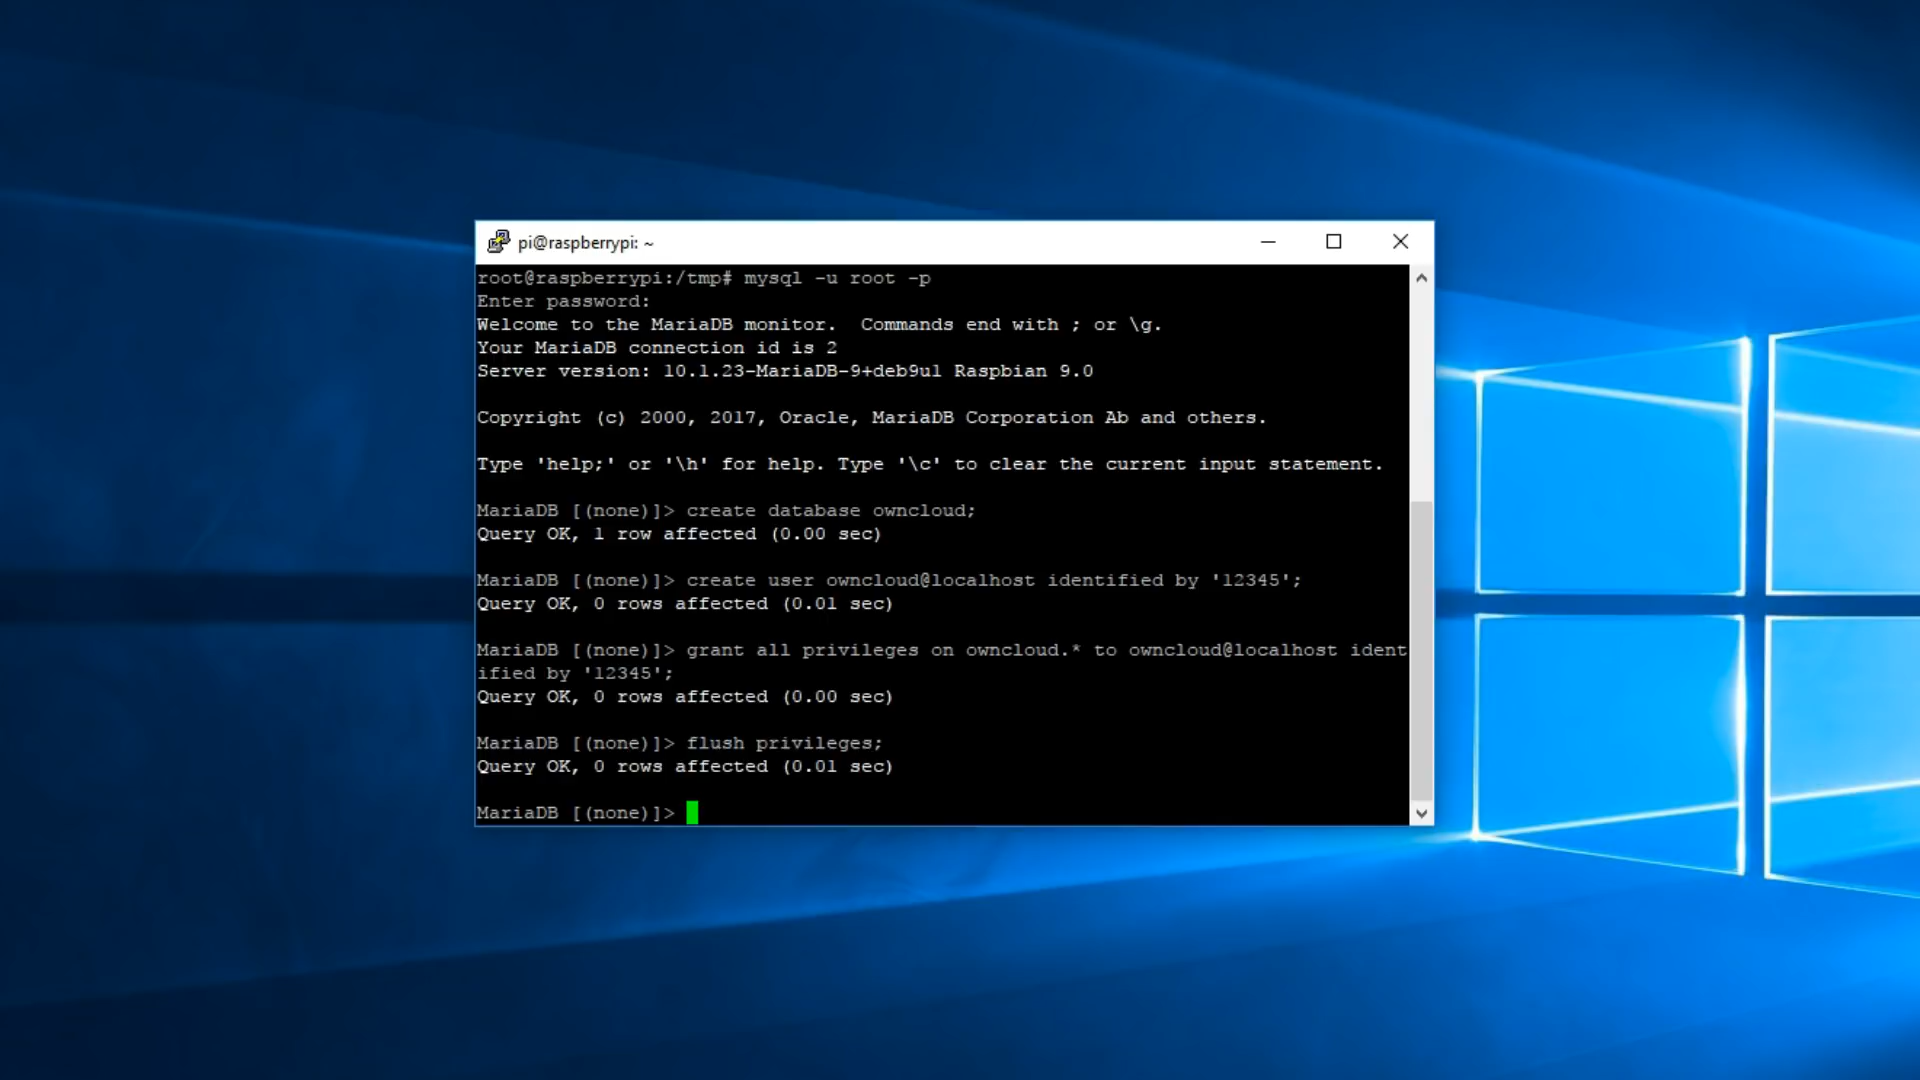 pi@raspberrypi: ~
root@raspberrypi:/tmp# mysql -u root -p
Enter password:
Welcome to the MariaDB monitor.  Commands end with ; or \g.
Your MariaDB connection id is 2
Server version: 10.1.23-MariaDB-9+deb9u1 Raspbian 9.0
Copyright (c) 2000, 2017, Oracle, MariaDB Corporation Ab and others.
Type 'help;' or '\h' for help. Type '\c' to clear the current input statement.
MariaDB [(none)]> create database owncloud;
Query OK, 1 row affected (0.00 sec)
MariaDB [(none)]> create user owncloud@localhost identified by '12345';
Query OK, 0 rows affected (0.01 sec)
MariaDB [(none)]> grant all privileges on owncloud.* to owncloud@localhost ident
ified by '12345';
Query OK, 0 rows affected (0.00 sec)
MariaDB [(none)]> flush privileges;
Query OK, 0 rows affected (0.01 sec)
MariaDB [(none)]>